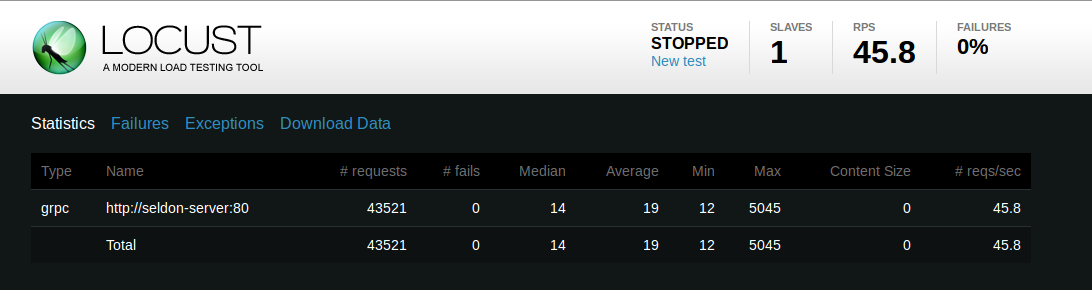 LOCUST
A MODERN LOAD TESTING TOOL
STATUS SLAVES RPS FAILURES
STOPPED 1 45.8 0%
New test
Statistics Failures Exceptions Download Data
Type Name # requests # fails Median Average Min Max Content Size # reqs/sec
grpc http://seldon-server:80 43521 0 14 19 12 5045 0 45.8
Total 43521 0 14 19 12 5045 0 45.8